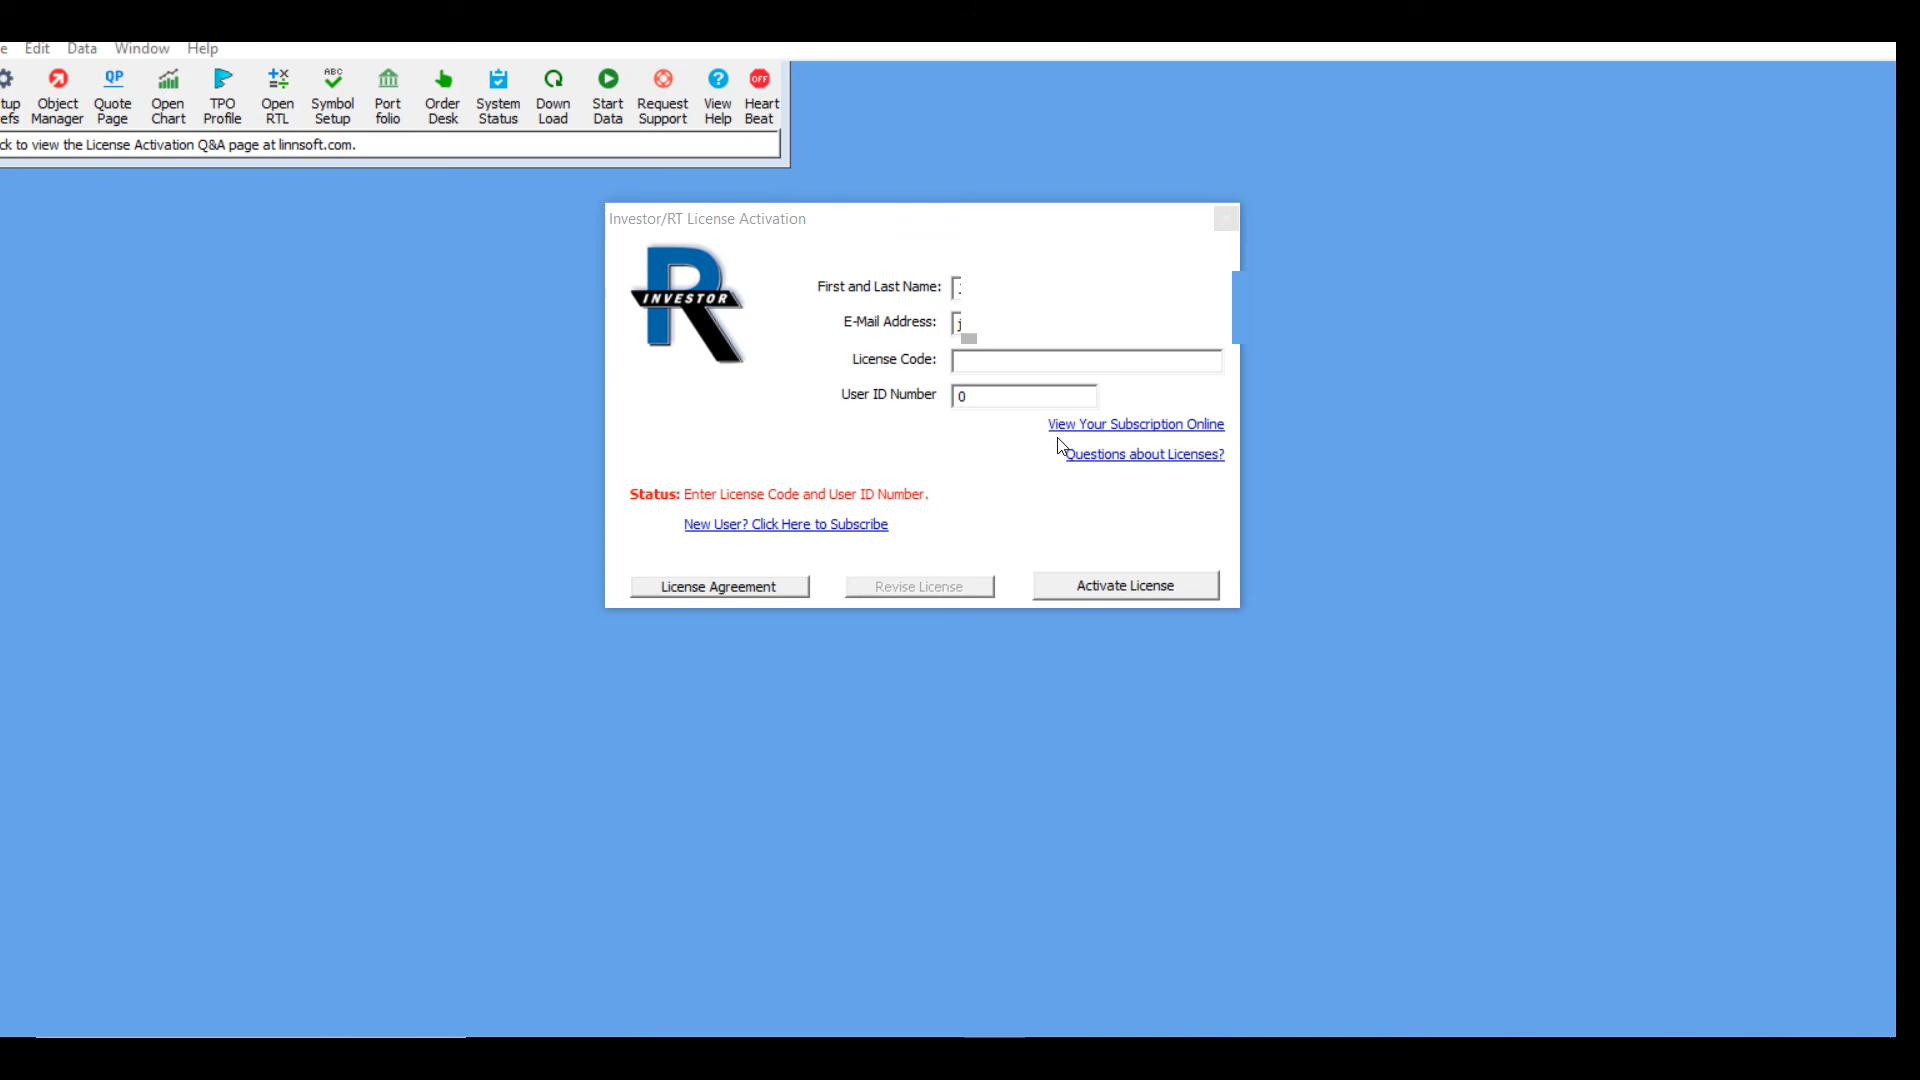 Edit Data Window Help
QP ABC OFF
Object Quote Open TPO Open Symbol Port Order System Down Start Request View Heart
Manager Page Chart Profile RTL Setup folio Desk Status Load Data Support Help Beat
to view the License Activation Q&A page at linnsoft.com.
Investor/RT License Activation
R
INVESTOR
First and Last Name:
E-Mail Address: j
License Code:
User ID Number 0
View Your Subscription Online
Questions about Licenses?
Status: Enter License Code and User ID Number.
New User? Click Here to Subscribe
License Agreement Revise License Activate License